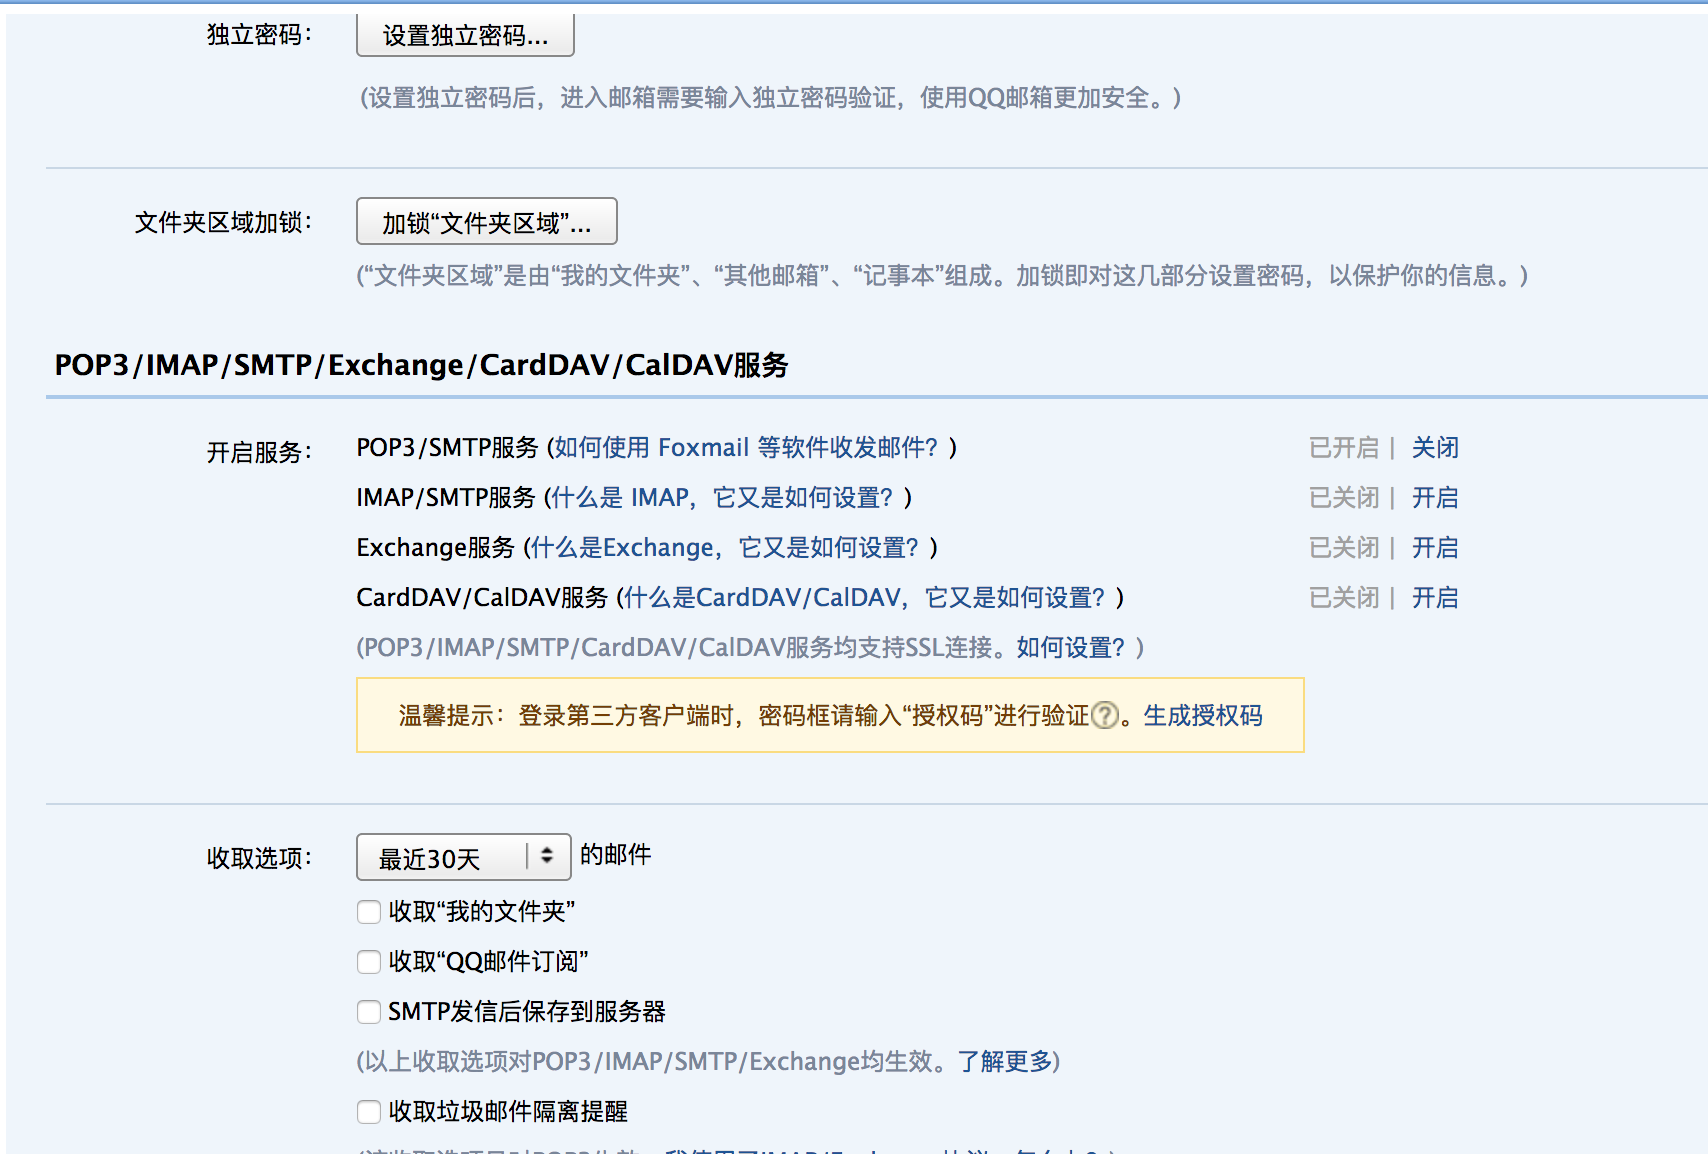 独立密码：
设置独立密码...
(设置独立密码后，进入邮箱需要输入独立密码验证，使用QQ邮箱更加安全。)
文件夹区域加锁：
加锁“文件夹区域”...
(“文件夹区域”是由“我的文件夹”、“其他邮箱”、“记事本”组成。加锁即对这几部分设置密码，以保护你的信息。)
POP3/IMAP/SMTP/Exchange/CardDAV/CalDAV服务
开启服务：
POP3/SMTP服务 (如何使用 Foxmail 等软件收发邮件？) 已开启 | 关闭
IMAP/SMTP服务 (什么是 IMAP，它又是如何设置？) 已关闭 | 开启
Exchange服务 (什么是Exchange，它又是如何设置？) 已关闭 | 开启
CardDAV/CalDAV服务 (什么是CardDAV/CalDAV，它又是如何设置？) 已关闭 | 开启
(POP3/IMAP/SMTP/CardDAV/CalDAV服务均支持SSL连接。如何设置？)
温馨提示：登录第三方客户端时，密码框请输入“授权码”进行验证?。生成授权码
收取选项：
最近30天 的邮件
收取“我的文件夹”
收取“QQ邮件订阅”
SMTP发信后保存到服务器
(以上收取选项对POP3/IMAP/SMTP/Exchange均生效。了解更多)
收取垃圾邮件隔离提醒